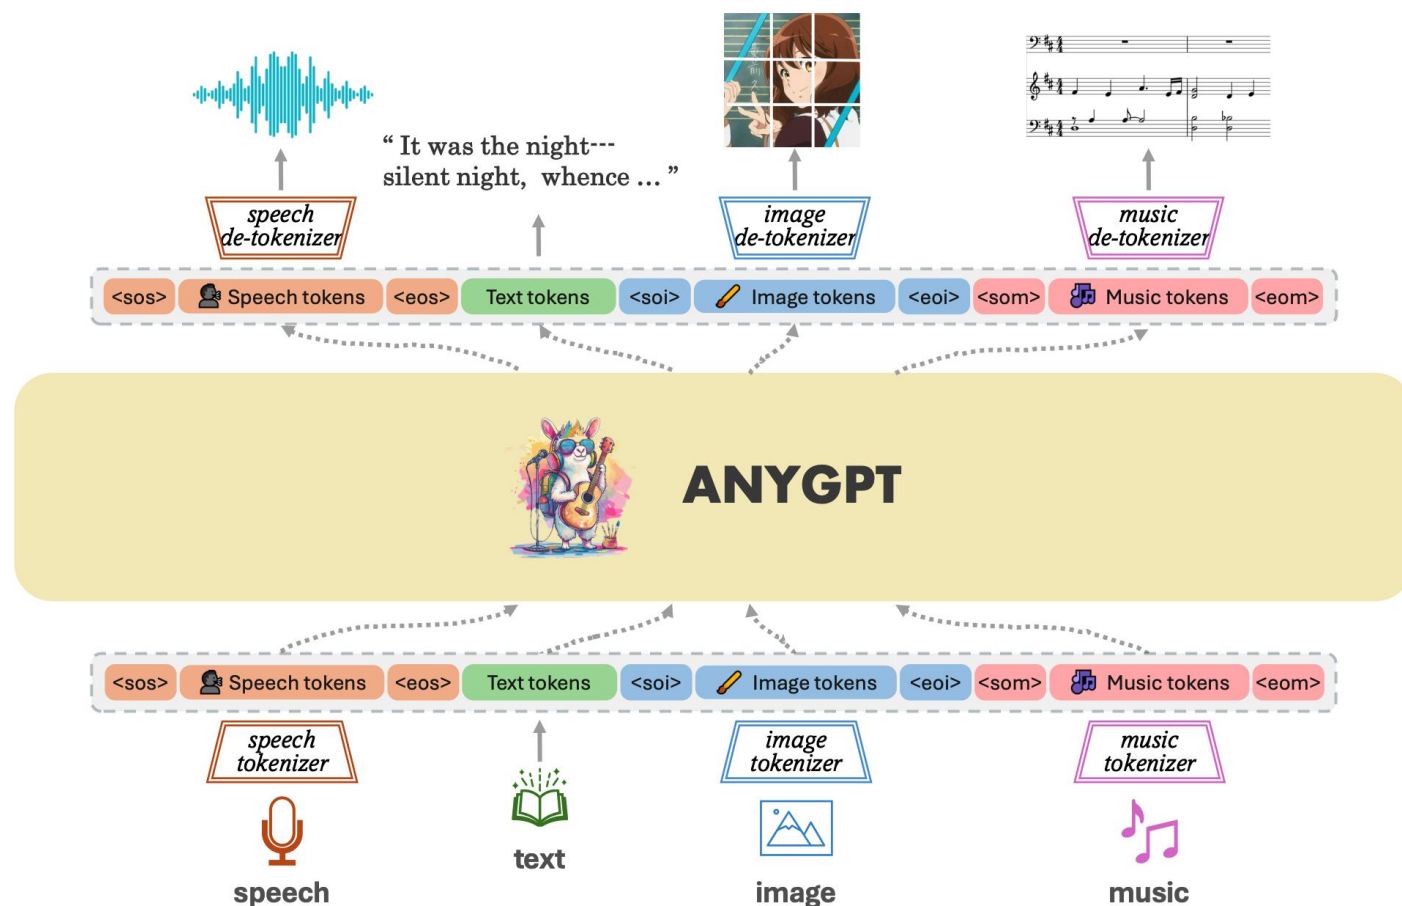 “ It was the night---
silent night, whence ... ”
speech
de-tokenizer
image
de-tokenizer
music
de-tokenizer
<sos> Speech tokens <eos> Text tokens <soi> Image tokens <eoi> <som> Music tokens <eom>
ANYGPT
<sos> Speech tokens <eos> Text tokens <soi> Image tokens <eoi> <som> Music tokens <eom>
speech
tokenizer
image
tokenizer
music
tokenizer
speech
text
image
music